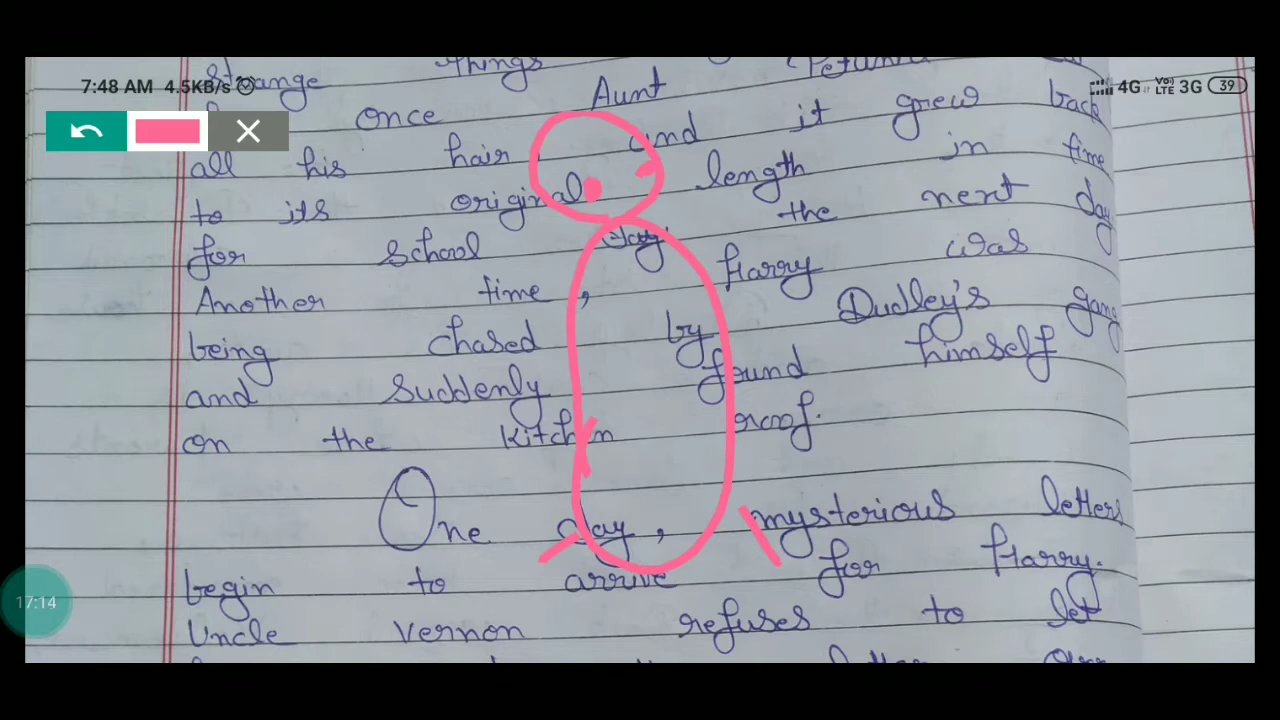 7:48 AM 4.5KB/s
4G Vo) LTE 3G 39
strange things
once Aunt Petunia
all his hair and it grew back
to its original length in time
for school day the next day
Another time, Harry was
being chased by Dudley's gang
and suddenly found himself
on the kitchen roof.
One day, mysterious letters
begin to arrive for Harry.
Uncle Vernon refuses to let
17:14